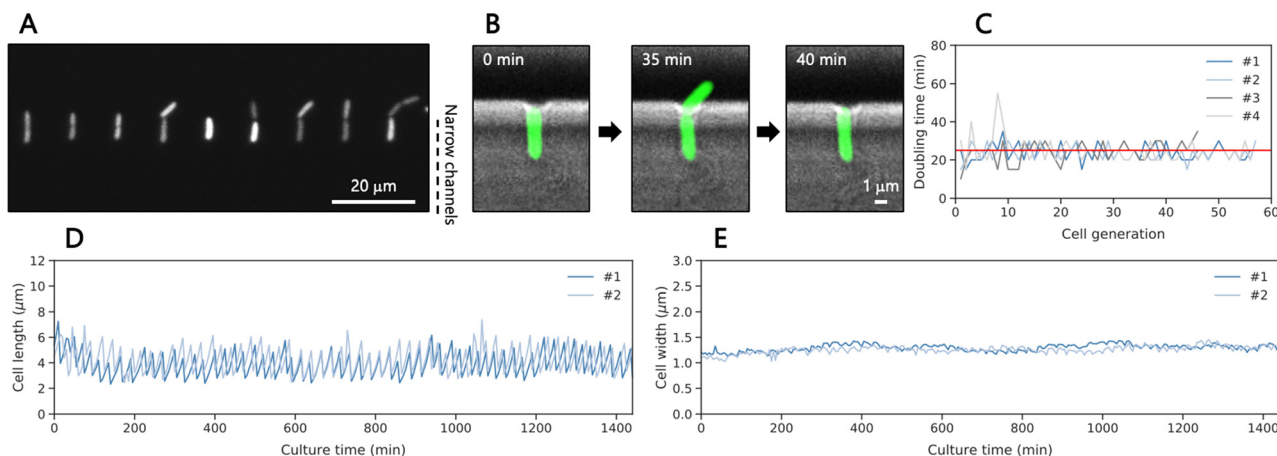 A
B
C
0 min
35 min
40 min
20 μm
1 μm
Narrow channels
80
60
40
20
0
Doubling time (min)
#1
#2
#3
#4
0 10 20 30 40 50 60
Cell generation
D
12
10
8
6
4
2
0
Cell length (μm)
#1
#2
0 200 400 600 800 1000 1200 1400
Culture time (min)
E
3.0
2.5
2.0
1.5
1.0
0.5
0.0
Cell width (μm)
#1
#2
0 200 400 600 800 1000 1200 1400
Culture time (min)